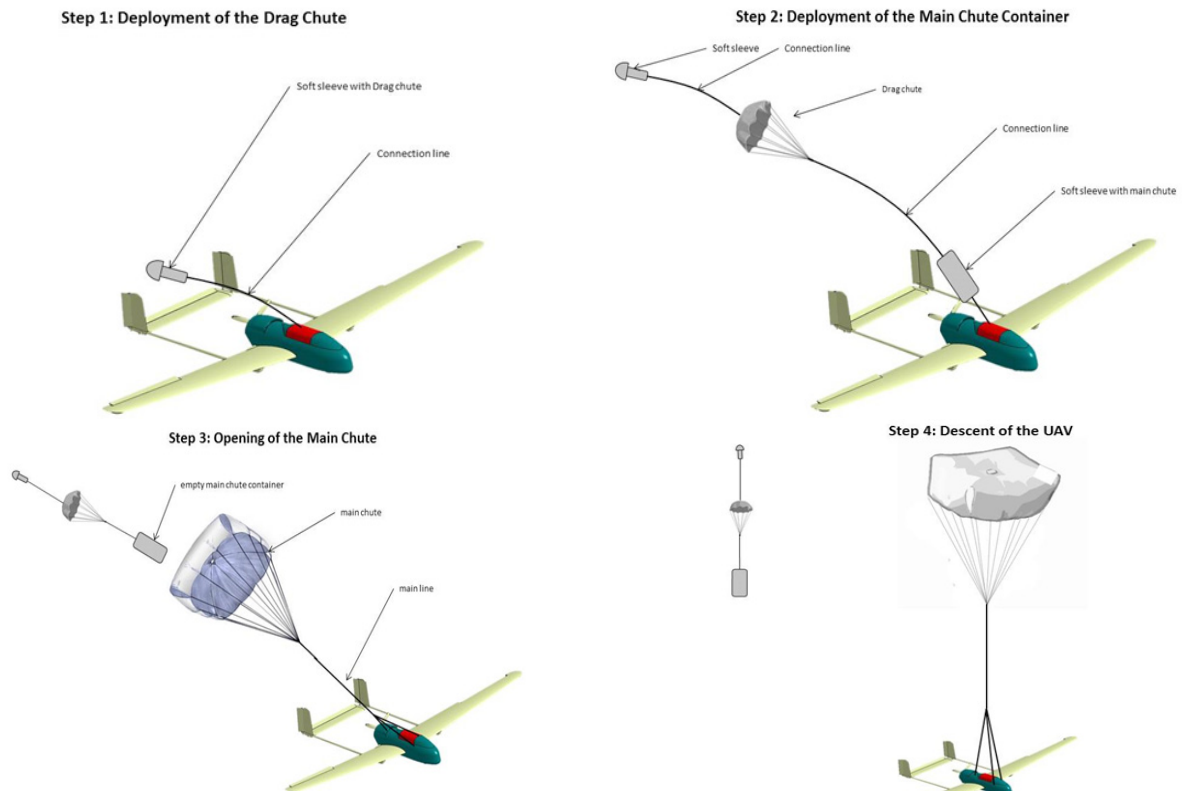 Step 1: Deployment of the Drag Chute
Soft sleeve with Drag chute
Connection line
Step 2: Deployment of the Main Chute Container
Soft sleeve
Connection line
Drag chute
Connection line
Soft sleeve with main chute
Step 3: Opening of the Main Chute
empty main chute container
main chute
main line
Step 4: Descent of the UAV